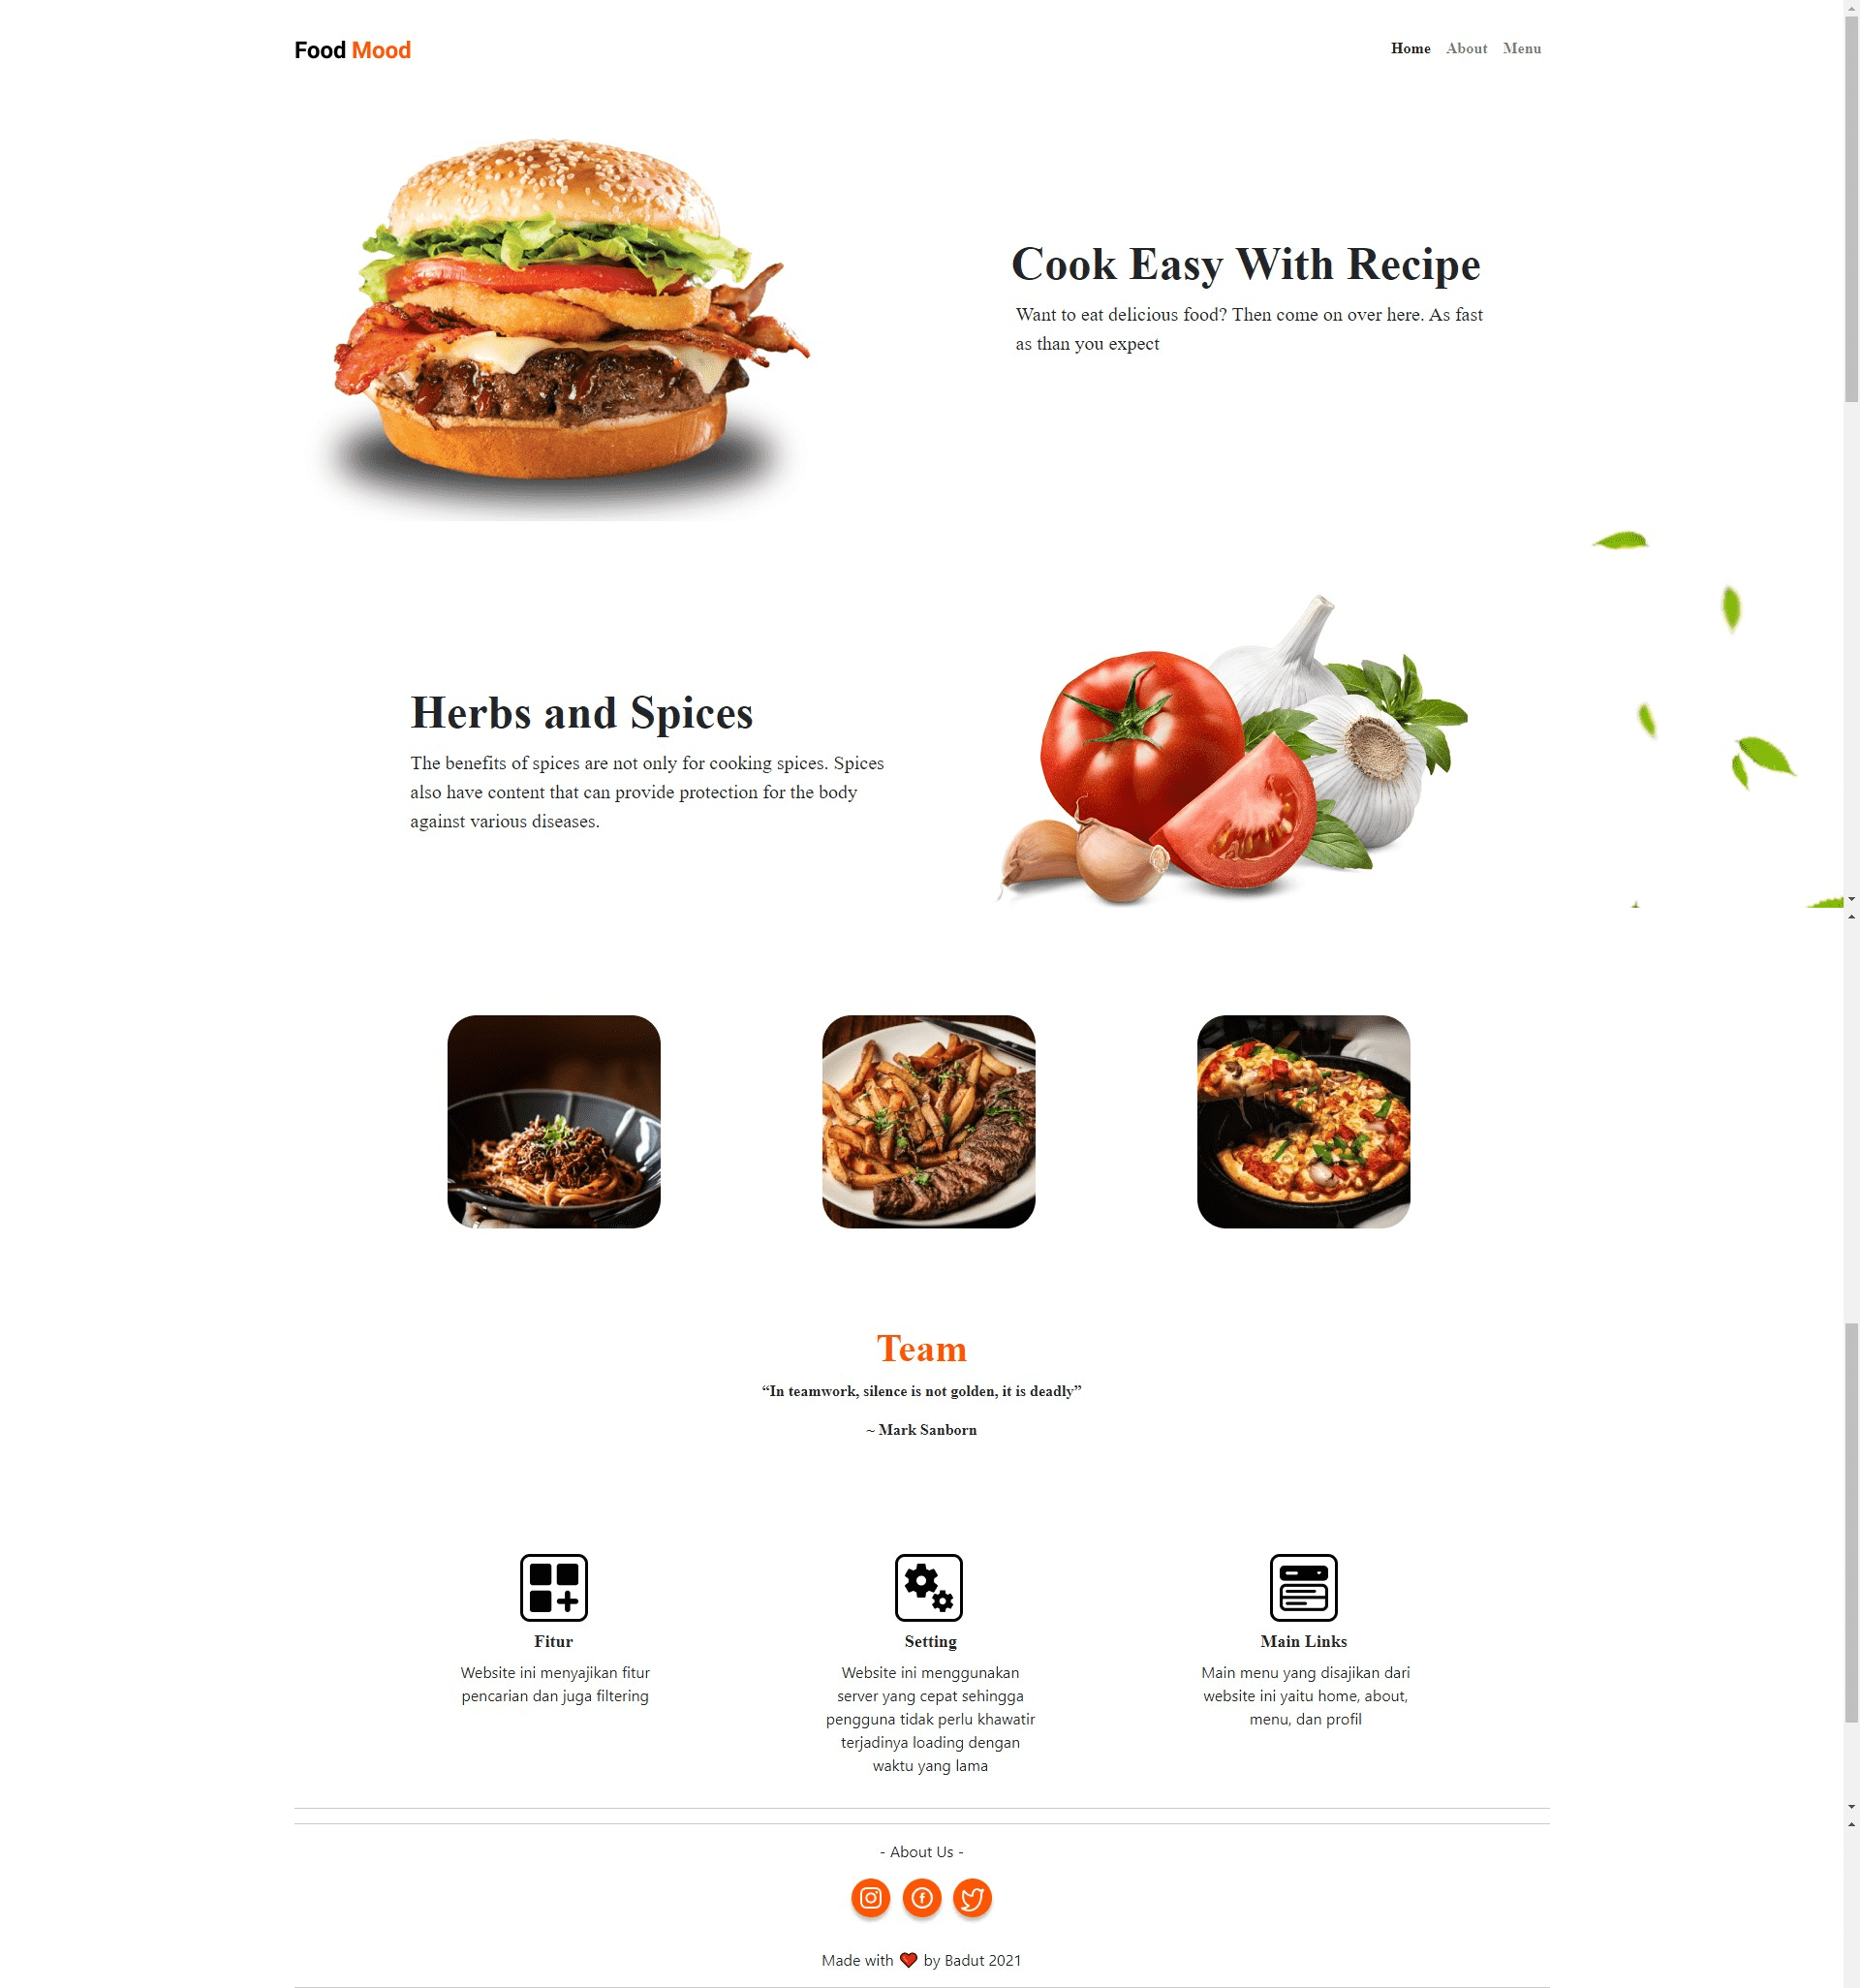 Food Mood
Home About Menu
Cook Easy With Recipe
Want to eat delicious food? Then come on over here. As fast
as than you expect
Herbs and Spices
The benefits of spices are not only for cooking spices. Spices
also have content that can provide protection for the body
against various diseases.
Team
“In teamwork, silence is not golden, it is deadly”
~ Mark Sanborn
Fitur
Website ini menyajikan fitur
pencarian dan juga filtering
Setting
Website ini menggunakan
server yang cepat sehingga
pengguna tidak perlu khawatir
terjadinya loading dengan
waktu yang lama
Main Links
Main menu yang disajikan dari
website ini yaitu home, about,
menu, dan profil
- About Us -
Made with ❤ by Badut 2021